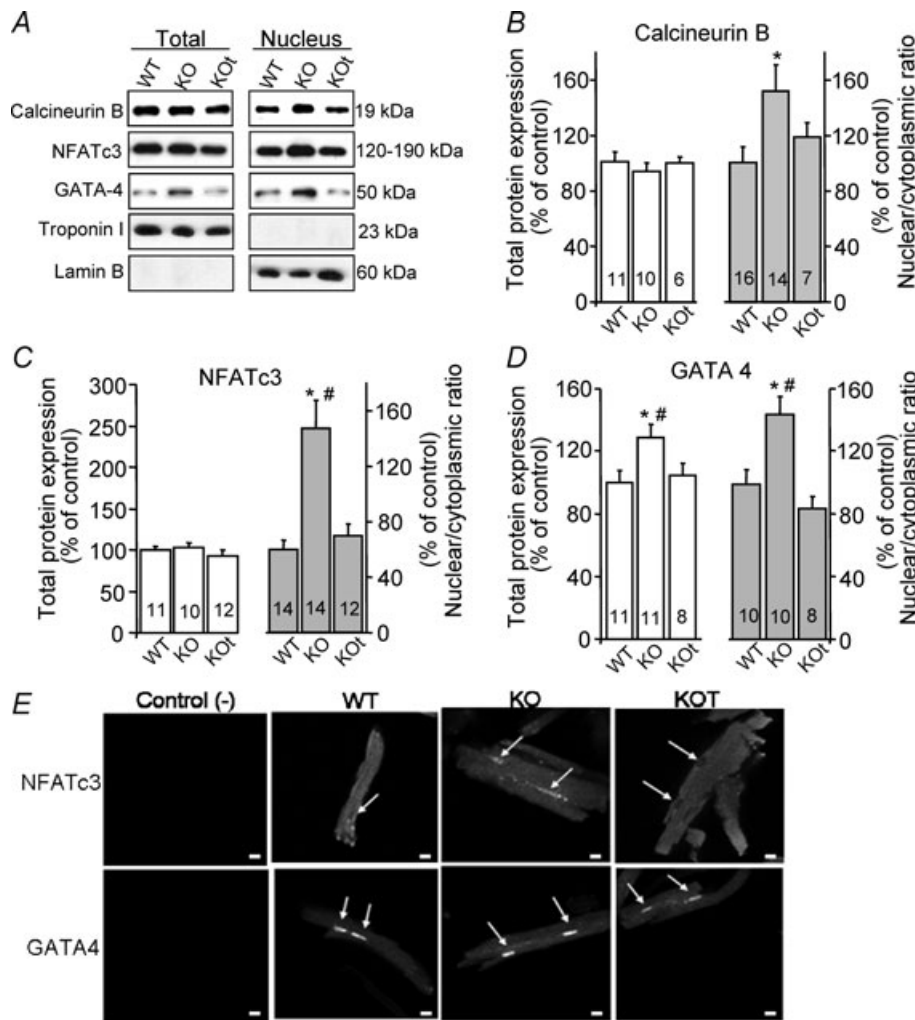 A
Total Nucleus
WT KO KOt WT KO KOt
Calcineurin B 19 kDa
NFATc3 120-190 kDa
GATA-4 50 kDa
Troponin I 23 kDa
Lamin B 60 kDa
B
Calcineurin B
Total protein expression
(% of control)
160
120
80
40
0
*
11 10 6 16 14 7
WT KO KOt WT KO KOt
160
120
80
40
0
(% of control)
Nuclear/cytoplasmic ratio
C
NFATc3
Total protein expression
(% of control)
300
250
200
150
100
50
0
* #
11 10 12 14 14 12
WT KO KOt WT KO KOt
160
120
80
40
0
(% of control)
Nuclear/cytoplasmic ratio
D
GATA 4
Total protein expression
(% of control)
160
120
80
40
0
* # * #
11 11 8 10 10 8
WT KO KOt WT KO KOt
160
120
80
40
0
(% of control)
Nuclear/cytoplasmic ratio
E
Control (-) WT KO KOT
NFATc3
GATA4